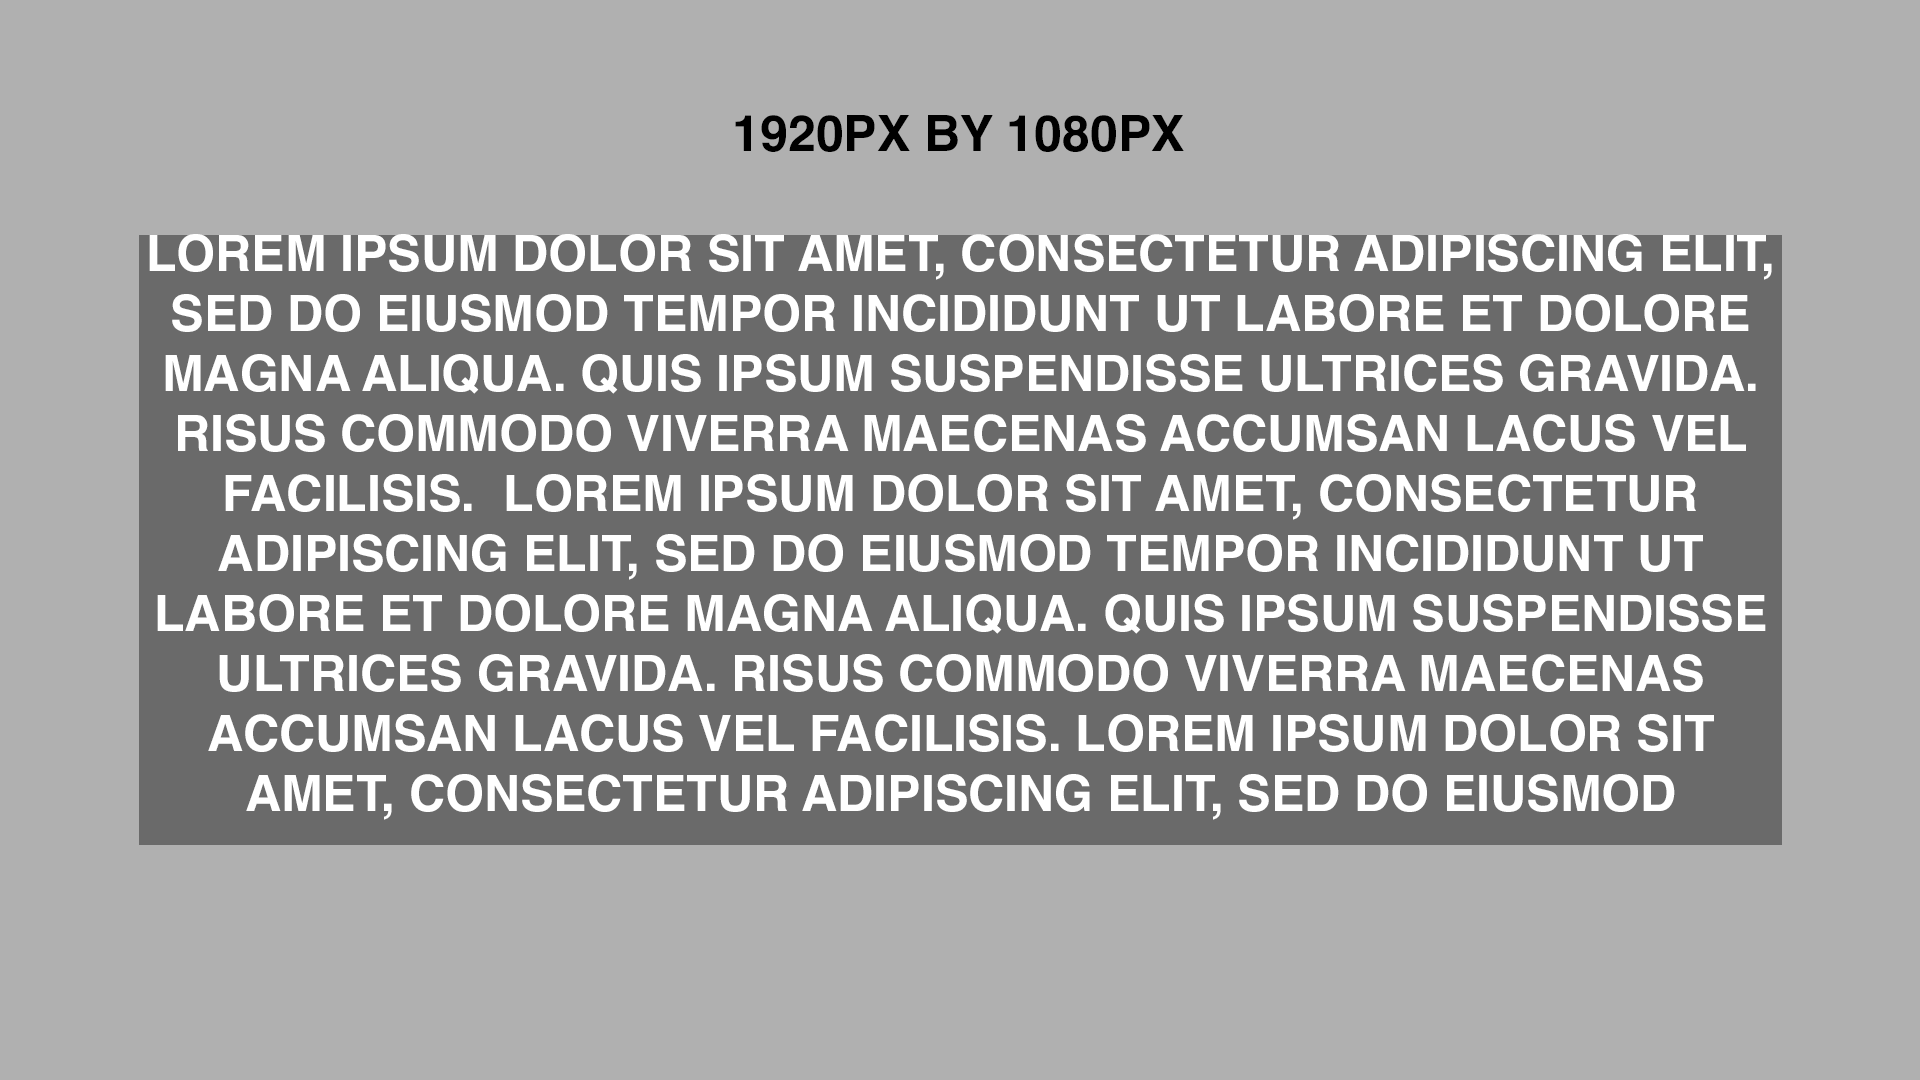 1920PX BY 1080PX
LOREM IPSUM DOLOR SIT AMET, CONSECTETUR ADIPISCING ELIT,
SED DO EIUSMOD TEMPOR INCIDIDUNT UT LABORE ET DOLORE
MAGNA ALIQUA. QUIS IPSUM SUSPENDISSE ULTRICES GRAVIDA.
RISUS COMMODO VIVERRA MAECENAS ACCUMSAN LACUS VEL
FACILISIS.  LOREM IPSUM DOLOR SIT AMET, CONSECTETUR
ADIPISCING ELIT, SED DO EIUSMOD TEMPOR INCIDIDUNT UT
LABORE ET DOLORE MAGNA ALIQUA. QUIS IPSUM SUSPENDISSE
ULTRICES GRAVIDA. RISUS COMMODO VIVERRA MAECENAS
ACCUMSAN LACUS VEL FACILISIS. LOREM IPSUM DOLOR SIT
AMET, CONSECTETUR ADIPISCING ELIT, SED DO EIUSMOD